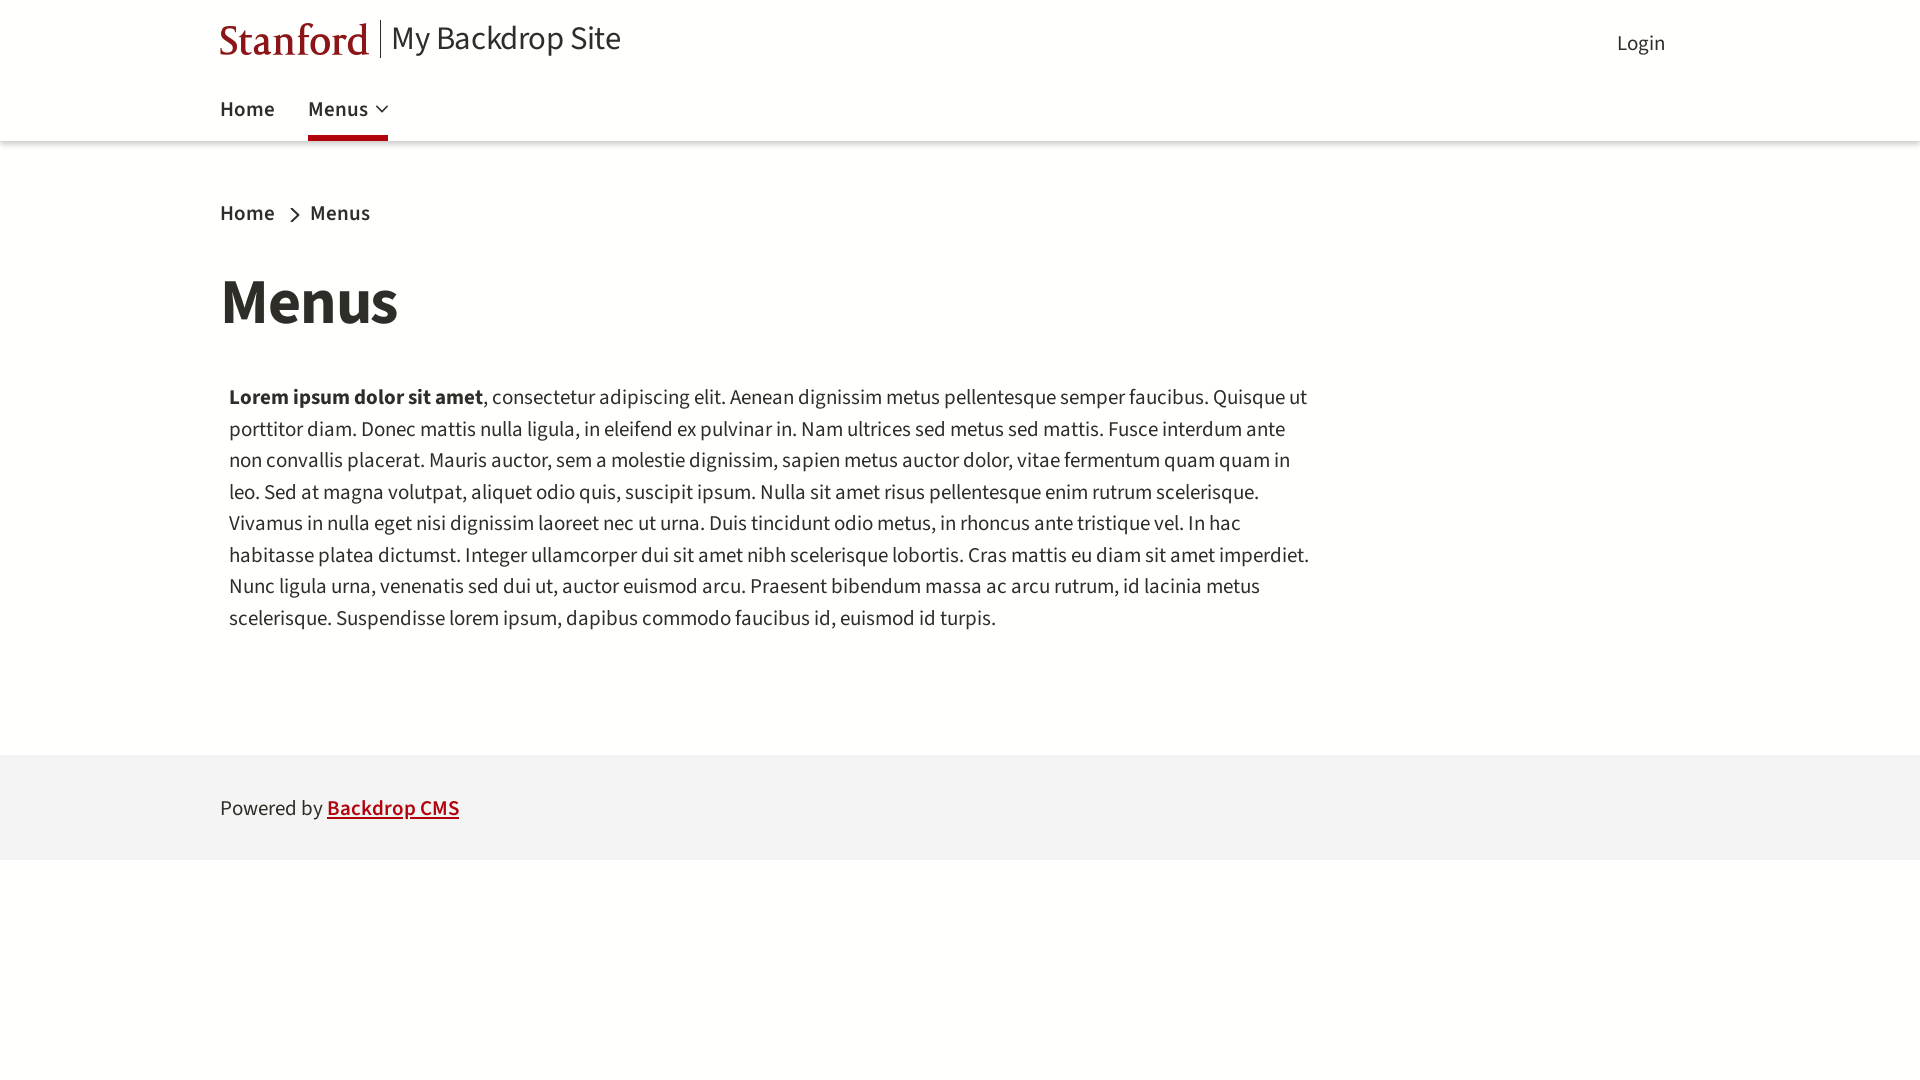 Stanford My Backdrop Site
Login
Home Menus
Home Menus
Menus
Lorem ipsum dolor sit amet, consectetur adipiscing elit. Aenean dignissim metus pellentesque semper faucibus. Quisque ut
porttitor diam. Donec mattis nulla ligula, in eleifend ex pulvinar in. Nam ultrices sed metus sed mattis. Fusce interdum ante
non convallis placerat. Mauris auctor, sem a molestie dignissim, sapien metus auctor dolor, vitae fermentum quam quam in
leo. Sed at magna volutpat, aliquet odio quis, suscipit ipsum. Nulla sit amet risus pellentesque enim rutrum scelerisque.
Vivamus in nulla eget nisi dignissim laoreet nec ut urna. Duis tincidunt odio metus, in rhoncus ante tristique vel. In hac
habitasse platea dictumst. Integer ullamcorper dui sit amet nibh scelerisque lobortis. Cras mattis eu diam sit amet imperdiet.
Nunc ligula urna, venenatis sed dui ut, auctor euismod arcu. Praesent bibendum massa ac arcu rutrum, id lacinia metus
scelerisque. Suspendisse lorem ipsum, dapibus commodo faucibus id, euismod id turpis.
Powered by Backdrop CMS